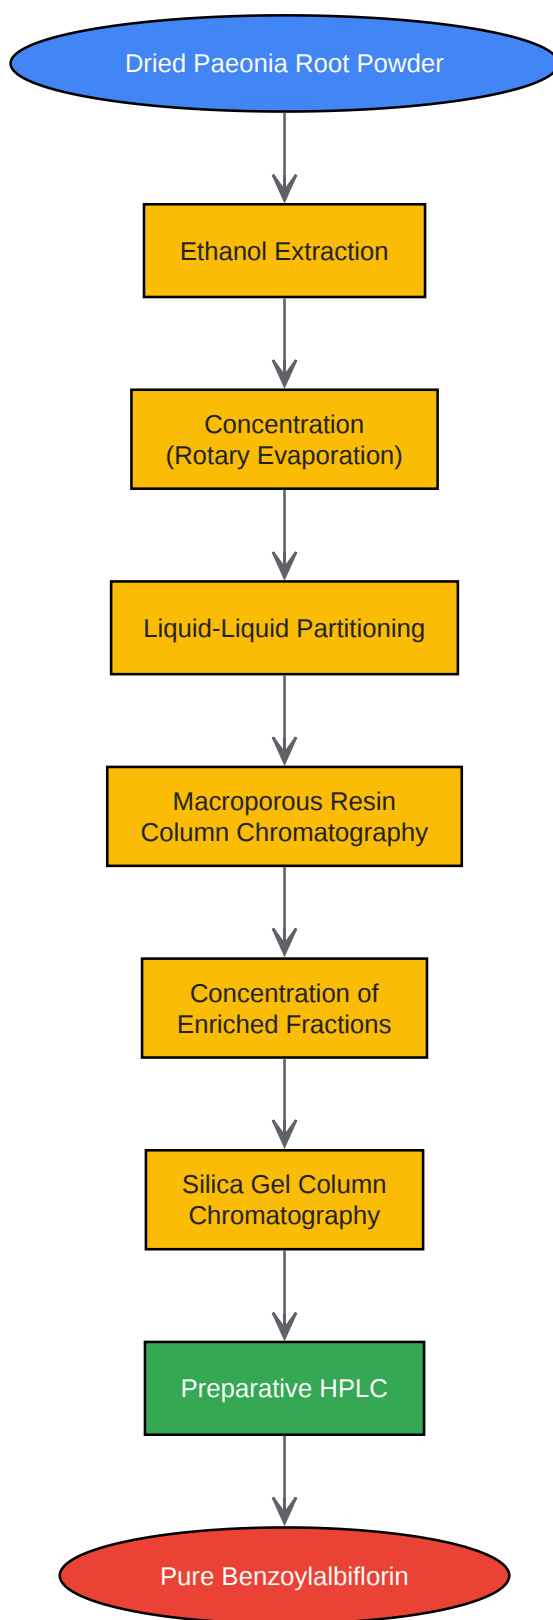 Dried Paeonia Root Powder
Ethanol Extraction
Concentration
(Rotary Evaporation)
Liquid-Liquid Partitioning
Macroporous Resin
Column Chromatography
Concentration of
Enriched Fractions
Silica Gel Column
Chromatography
Preparative HPLC
Pure Benzoylalbiflorin